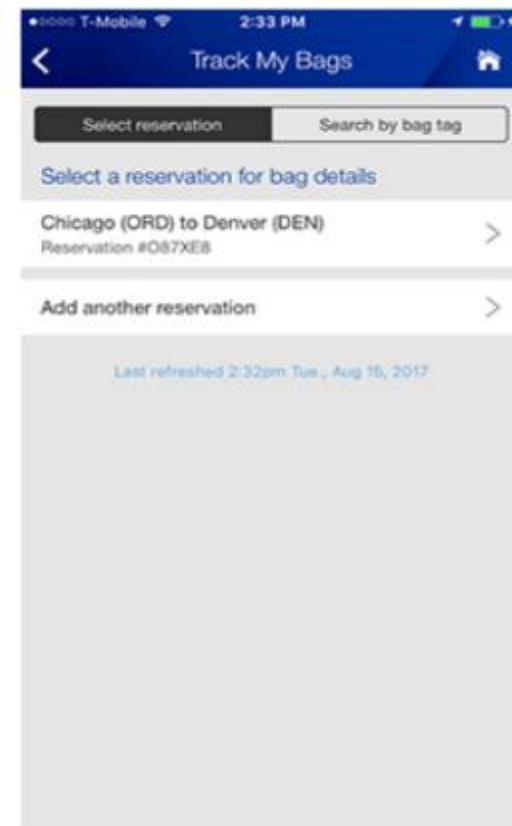 T-Mobile 2:33 PM
Track My Bags
Select reservation Search by bag tag
Select a reservation for bag details
Chicago (ORD) to Denver (DEN)
Reservation #O87XE8
Add another reservation
Last refreshed 2:32pm Tue., Aug 15, 2017